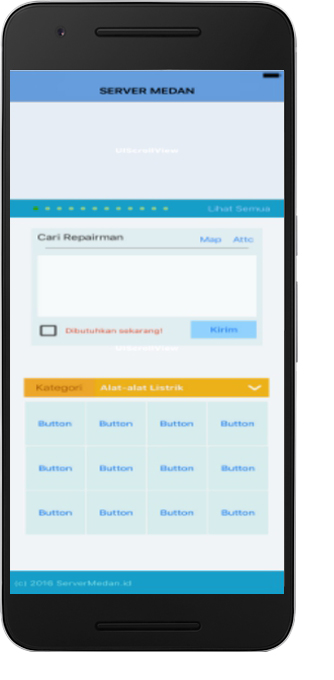 SERVER MEDAN
UIScrollView
Lihat Semua
Cari Repairman Map Attc
Dibutuhkan sekarang! Kirim
UIScrollView
Kategori Alat-alat Listrik
Button Button Button Button
Button Button Button Button
Button Button Button Button
(c) 2016 ServerMedan.id